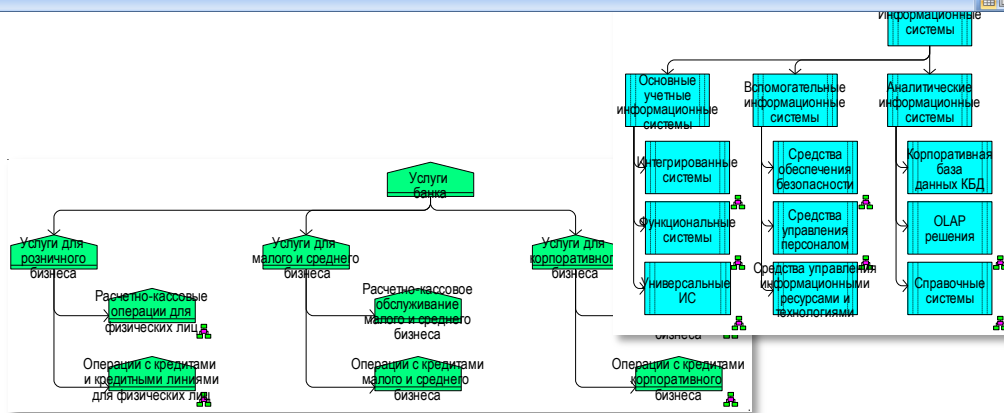 Информационные
системы
Основные
учетные
информационные
системы
Вспомогательные
информационные
системы
Аналитические
информационные
системы
Интегрированные
системы
Средства
обеспечения
безопасности
Корпоративная
база
данных КБД
Функциональные
системы
Средства
управления
персоналом
OLAP
решения
Универсальные
ИС
Средства управления
информационными
ресурсами и
технологиями
Справочные
системы
Услуги
банка
Услуги для
розничного
бизнеса
Услуги для
малого и среднего
бизнеса
Услуги для
корпоративного
бизнеса
Расчетно-кассовые
операции для
физических лиц
Расчетно-кассовое
обслуживание
малого и среднего
бизнеса
бизнеса
Операции с кредитами
и кредитными линиями
для физических лиц
Операции с кредитами
малого и среднего
бизнеса
Операции с кредитами
корпоративного
бизнеса